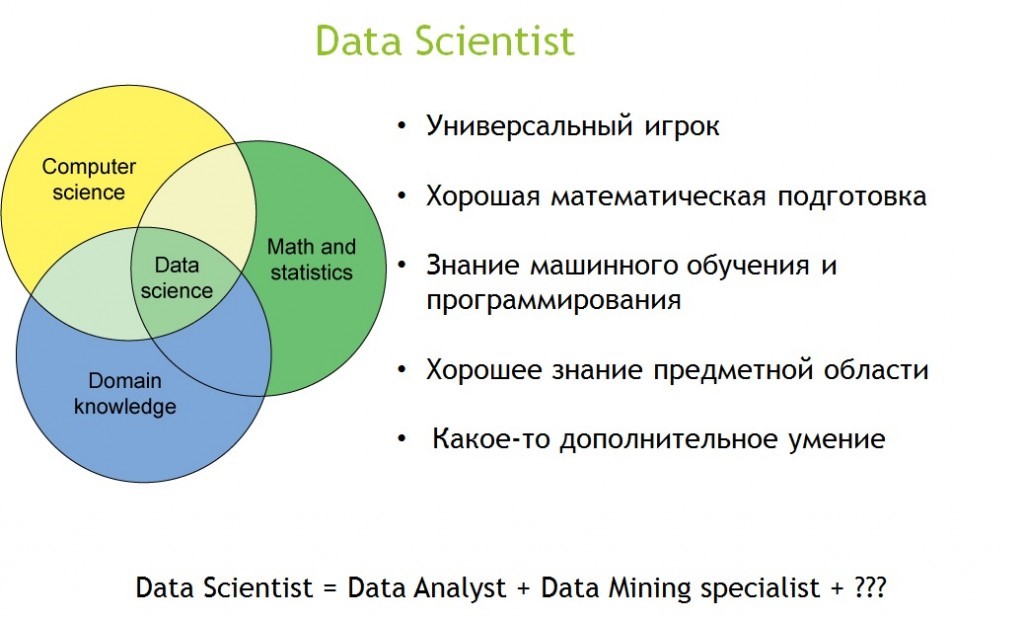 Data Scientist
Computer
science
Math and
statistics
Data
science
Domain
knowledge
• Универсальный игрок
• Хорошая математическая подготовка
• Знание машинного обучения и
программирования
• Хорошее знание предметной области
• Какое-то дополнительное умение
Data Scientist = Data Analyst + Data Mining specialist + ???